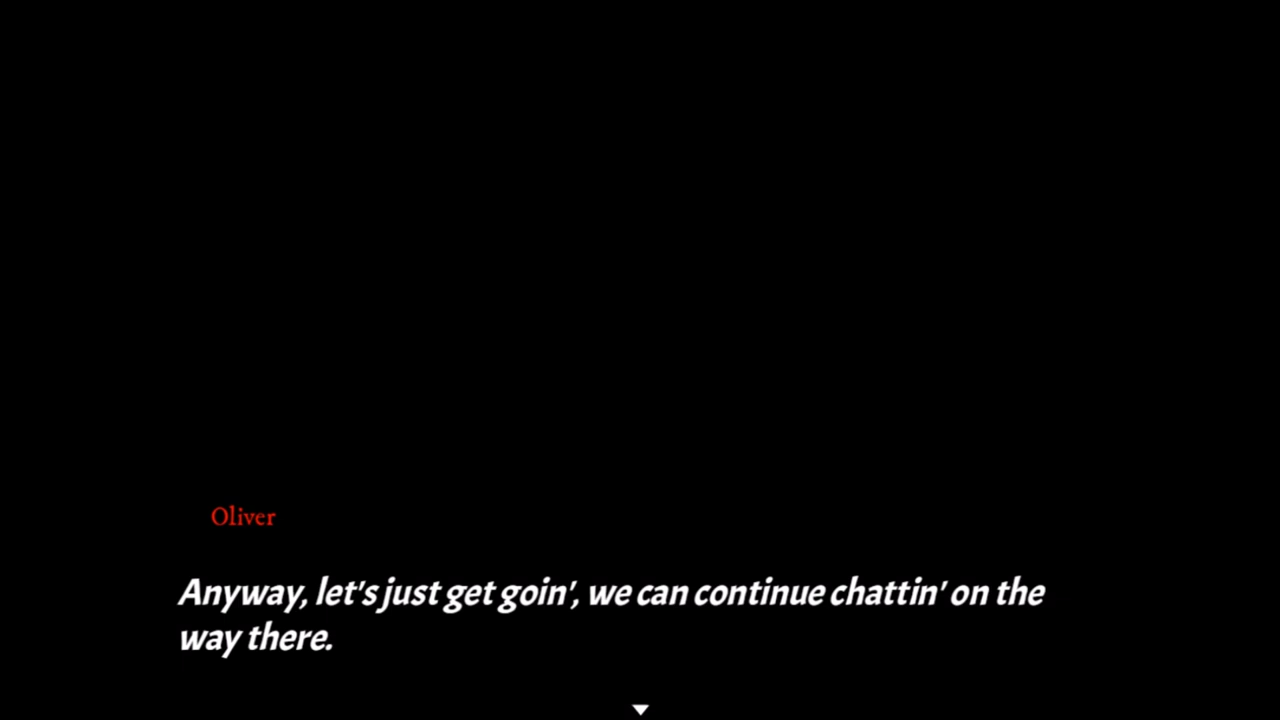 Oliver
Anyway, let's just get goin', we can continue chattin' on the
way there.